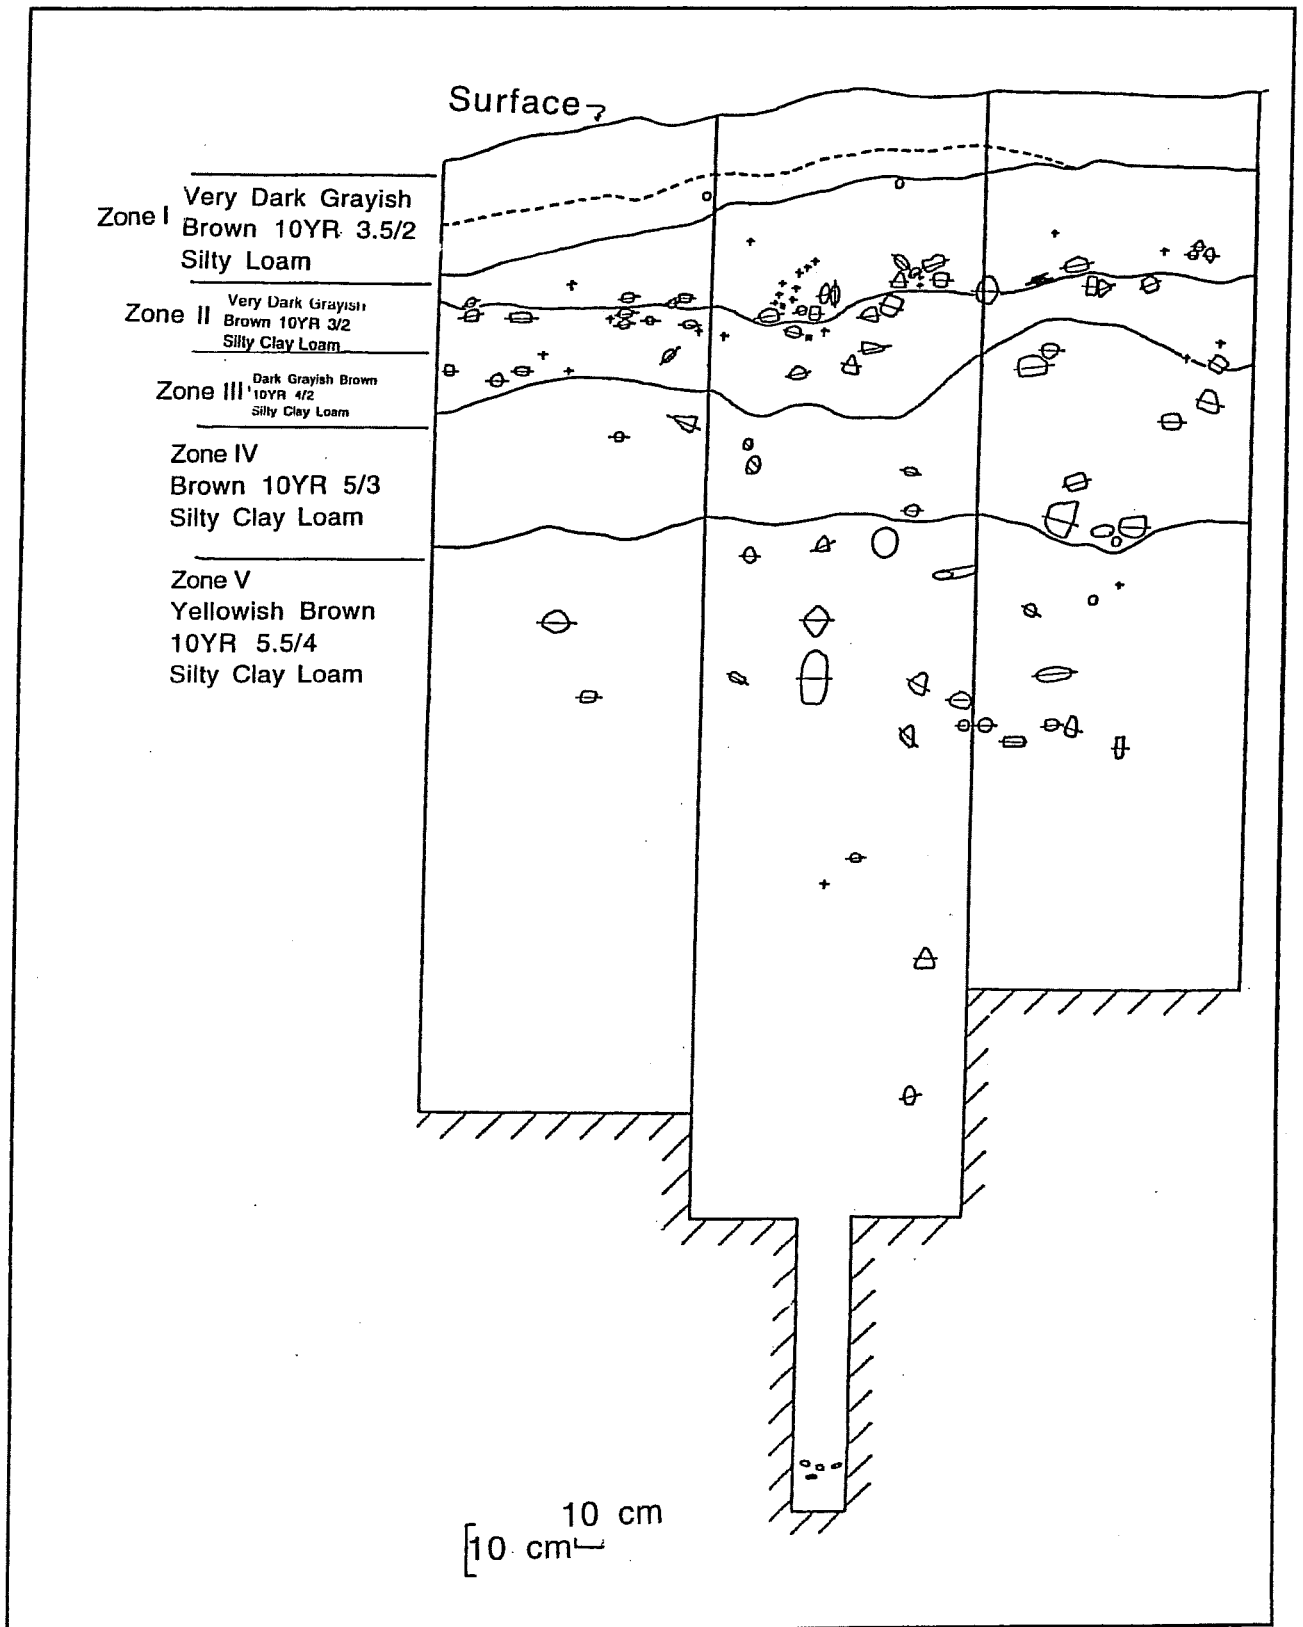 Surface
Zone I
Very Dark Grayish
Brown 10YR 3.5/2
Silty Loam
Zone II
Very Dark Grayish
Brown 10YR 3/2
Silty Clay Loam
Zone III
Dark Grayish Brown
10YR 4/2
Silty Clay Loam
Zone IV
Brown 10YR 5/3
Silty Clay Loam
Zone V
Yellowish Brown
10YR 5.5/4
Silty Clay Loam
10 cm
10 cm